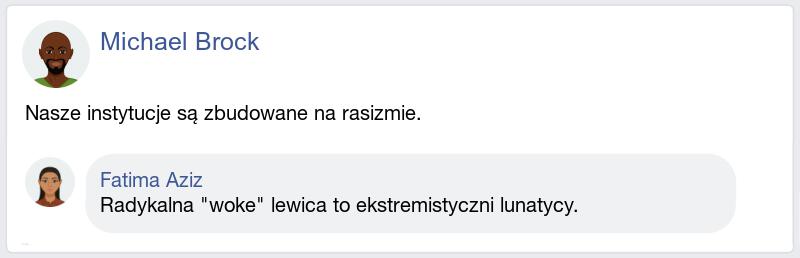 Michael Brock
Nasze instytucje są zbudowane na rasizmie.
Fatima Aziz
Radykalna "woke" lewica to ekstremistyczni lunatycy.